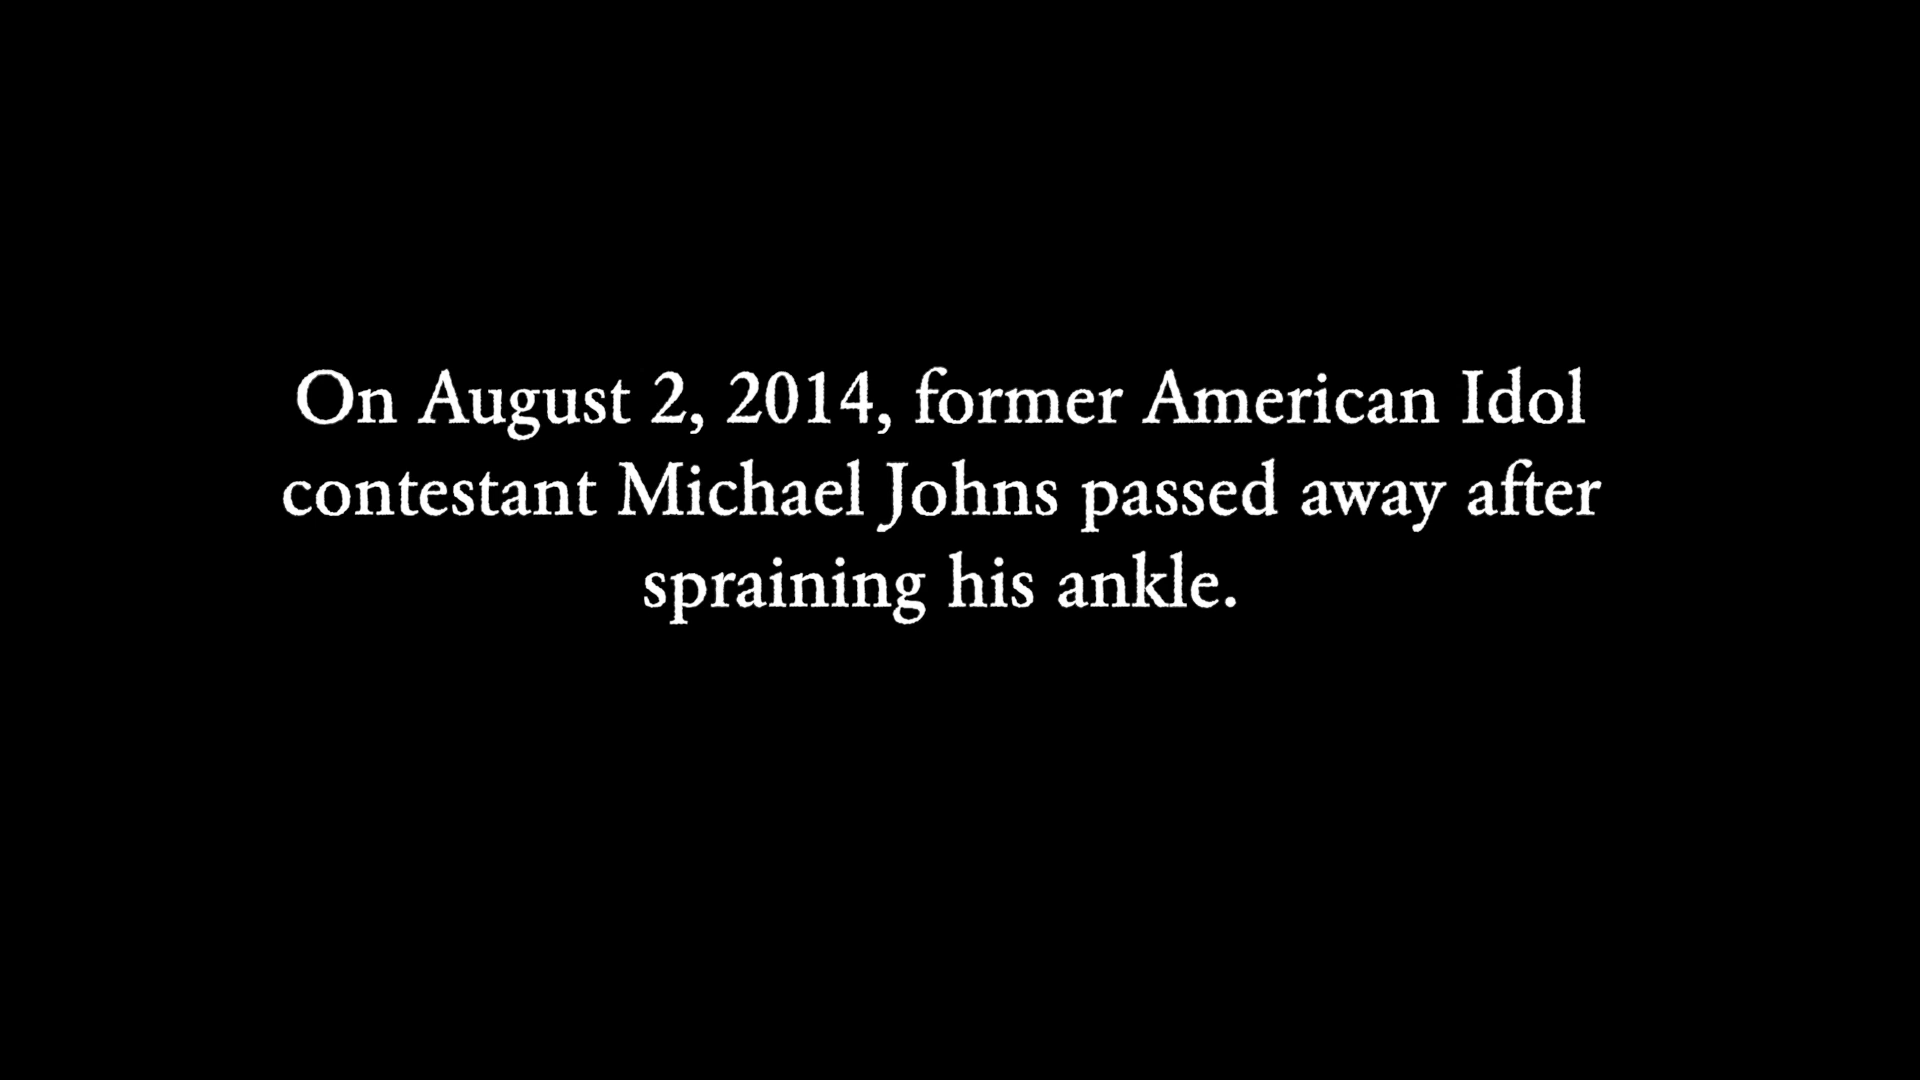 On August 2, 2014, former American Idol
contestant Michael Johns passed away after
spraining his ankle.